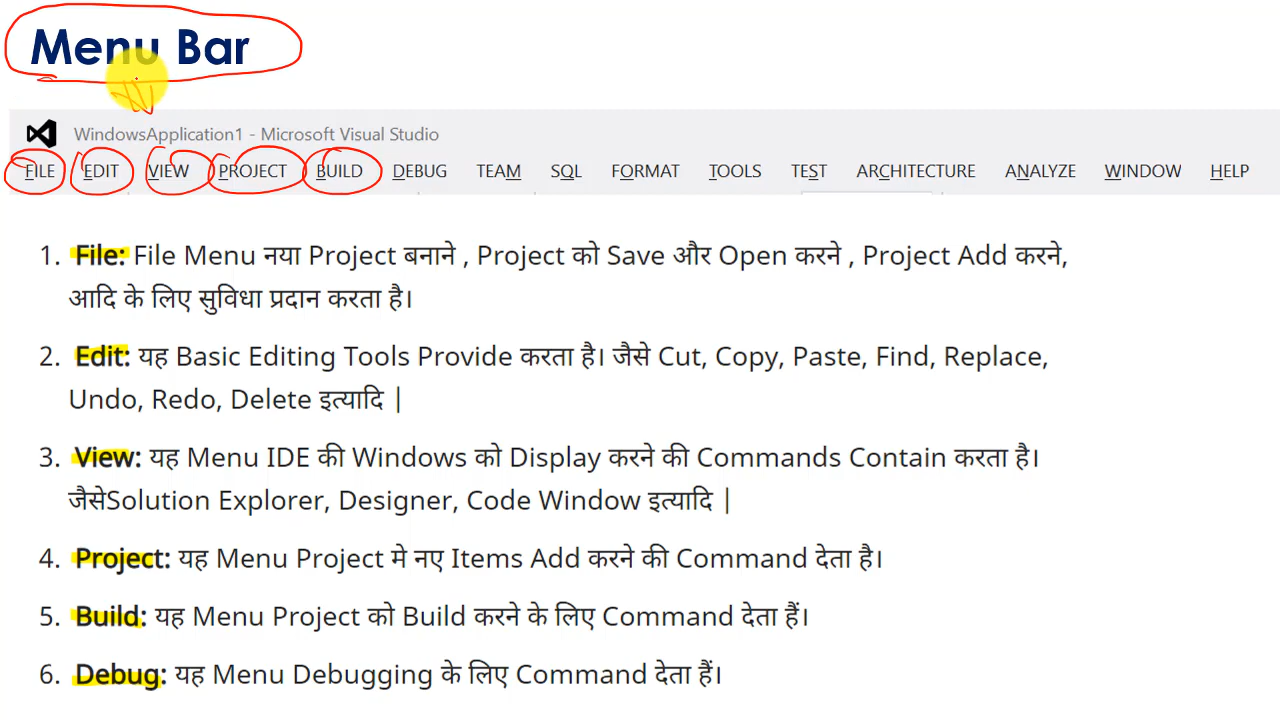 Menu Bar
WindowsApplication1 - Microsoft Visual Studio
FILE EDIT VIEW PROJECT BUILD DEBUG TEAM SQL FORMAT TOOLS TEST ARCHITECTURE ANALYZE WINDOW HELP
1. File: File Menu नया Project बनाने , Project को Save और Open करने , Project Add करने,
आदि के लिए सुविधा प्रदान करता है।
2. Edit: यह Basic Editing Tools Provide करता है। जैसे Cut, Copy, Paste, Find, Replace,
Undo, Redo, Delete इत्यादि |
3. View: यह Menu IDE की Windows को Display करने की Commands Contain करता है।
जैसेSolution Explorer, Designer, Code Window इत्यादि |
4. Project: यह Menu Project मे नए Items Add करने की Command देता है।
5. Build: यह Menu Project को Build करने के लिए Command देता हैं।
6. Debug: यह Menu Debugging के लिए Command देता हैं।